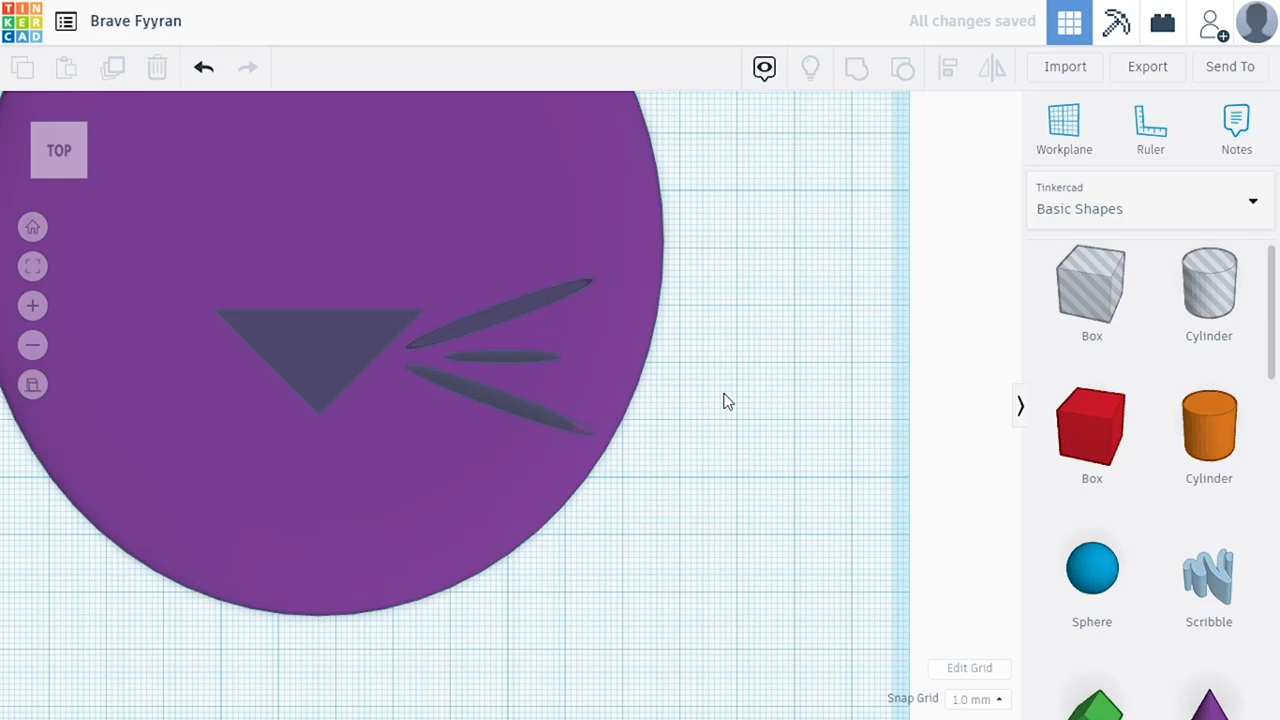 TIN
KER
CAD
Brave Fyyran
All changes saved
Import
Export
Send To
TOP
Workplane
Ruler
Notes
Tinkercad
Basic Shapes
Box
Cylinder
Box
Cylinder
Sphere
Scribble
Edit Grid
Snap Grid
1.0 mm